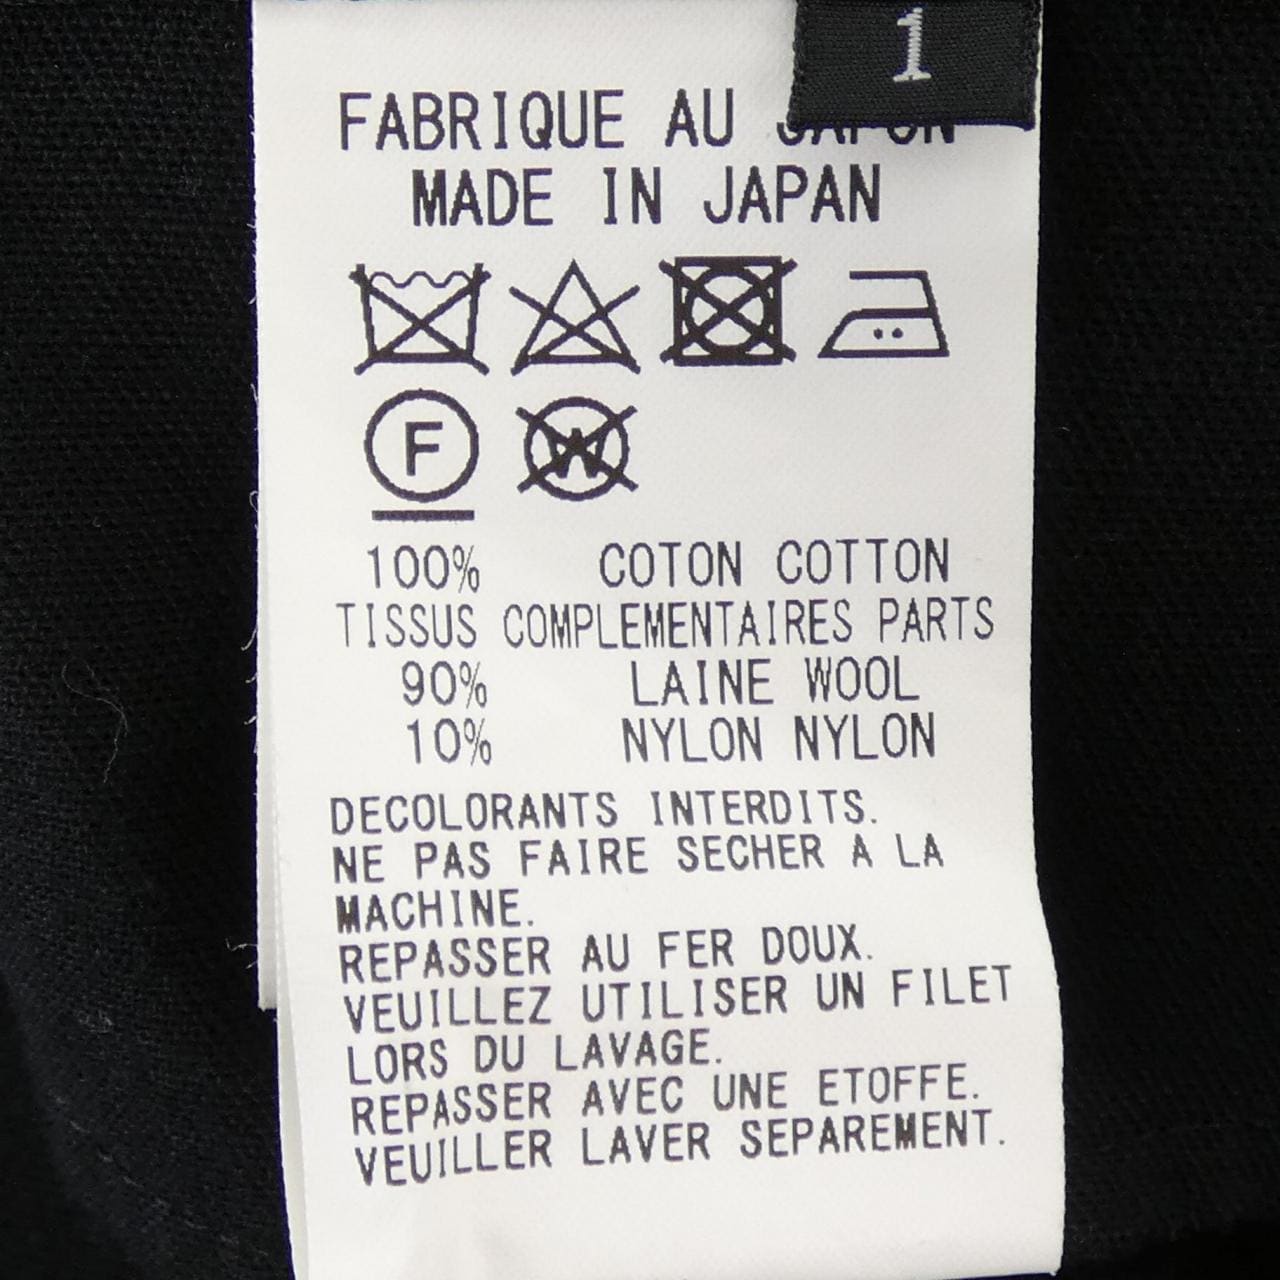 1
FABRIQUE AU JAPON
MADE IN JAPAN
F
W
100% COTON COTTON
TISSUS COMPLEMENTAIRES PARTS
90% LAINE WOOL
10% NYLON NYLON
DECOLORANTS INTERDITS.
NE PAS FAIRE SECHER A LA
MACHINE.
REPASSER AU FER DOUX.
VEUILLEZ UTILISER UN FILET
LORS DU LAVAGE.
REPASSER AVEC UNE ETOFFE.
VEUILLER LAVER SEPAREMENT.